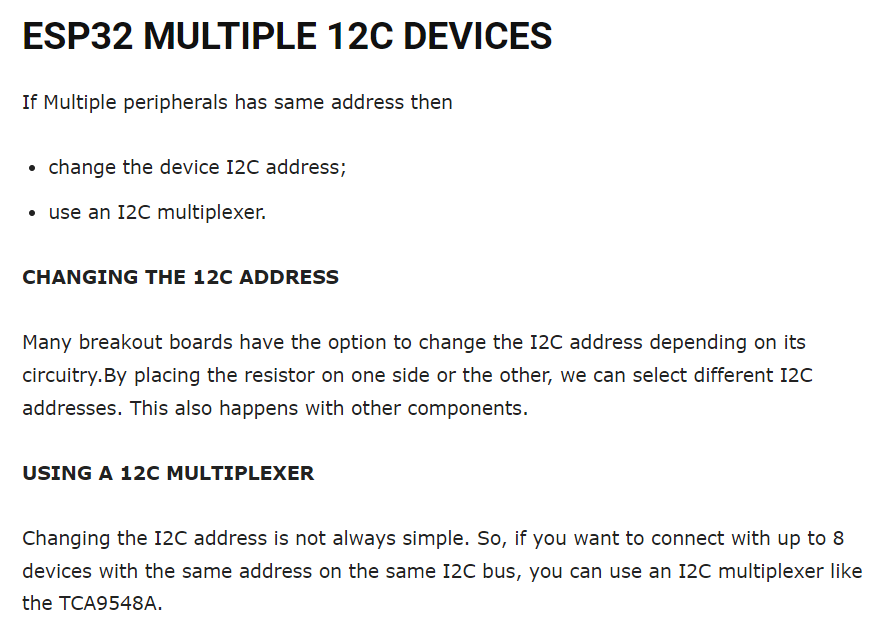 ESP32 MULTIPLE 12C DEVICES
If Multiple peripherals has same address then
• change the device I2C address;
• use an I2C multiplexer.
CHANGING THE 12C ADDRESS
Many breakout boards have the option to change the I2C address depending on its
circuitry.By placing the resistor on one side or the other, we can select different I2C
addresses. This also happens with other components.
USING A 12C MULTIPLEXER
Changing the I2C address is not always simple. So, if you want to connect with up to 8
devices with the same address on the same I2C bus, you can use an I2C multiplexer like
the TCA9548A.